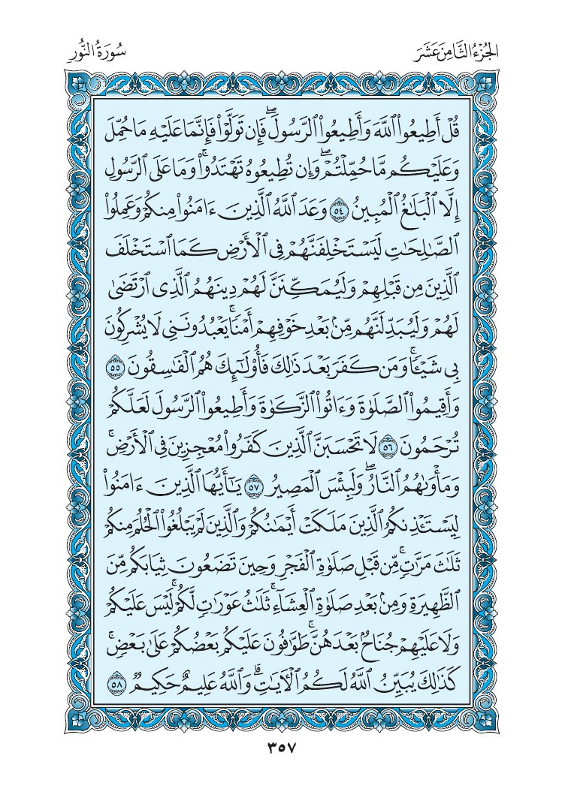 الجُزْءُ الثَّامِنَ عَشَرَ
سُورَةُ النُّور
قُلْ أَطِيعُوا۟ ٱللَّهَ وَأَطِيعُوا۟ ٱلرَّسُولَۖ فَإِن تَوَلَّوْا۟ فَإِنَّمَا عَلَيْهِ مَا حُمِّلَ
وَعَلَيْكُم مَّا حُمِّلْتُمْۖ وَإِن تُطِيعُوهُ تَهْتَدُوا۟ۚ وَمَا عَلَى ٱلرَّسُولِ
إِلَّا ٱلْبَلَٰغُ ٱلْمُبِينُ ٥٤ وَعَدَ ٱللَّهُ ٱلَّذِينَ ءَامَنُوا۟ مِنكُمْ وَعَمِلُوا۟
ٱلصَّٰلِحَٰتِ لَيَسْتَخْلِفَنَّهُمْ فِى ٱلْأَرْضِ كَمَا ٱسْتَخْلَفَ
ٱلَّذِينَ مِن قَبْلِهِمْ وَلَيُمَكِّنَنَّ لَهُمْ دِينَهُمُ ٱلَّذِى ٱرْتَضَىٰ
لَهُمْ وَلَيُبَدِّلَنَّهُم مِّنۢ بَعْدِ خَوْفِهِمْ أَمْنًاۚ يَعْبُدُونَنِى لَا يُشْرِكُونَ
بِى شَيْـًٔاۚ وَمَن كَفَرَ بَعْدَ ذَٰلِكَ فَأُو۟لَٰٓئِكَ هُمُ ٱلْفَٰسِقُونَ ٥٥
وَأَقِيمُوا۟ ٱلصَّلَوٰةَ وَءَاتُوا۟ ٱلزَّكَوٰةَ وَأَطِيعُوا۟ ٱلرَّسُولَ لَعَلَّكُمْ
تُرْحَمُونَ ٥٦ لَا تَحْسَبَنَّ ٱلَّذِينَ كَفَرُوا۟ مُعْجِزِينَ فِى ٱلْأَرْضِۚ
وَمَأْوَىٰهُمُ ٱلنَّارُۖ وَلَبِئْسَ ٱلْمَصِيرُ ٥٧ يَٰٓأَيُّهَا ٱلَّذِينَ ءَامَنُوا۟
لِيَسْتَـْٔذِنكُمُ ٱلَّذِينَ مَلَكَتْ أَيْمَٰنُكُمْ وَٱلَّذِينَ لَمْ يَبْلُغُوا۟ ٱلْحُلُمَ مِنكُمْ
ثَلَٰثَ مَرَّٰتٍۚ مِّن قَبْلِ صَلَوٰةِ ٱلْفَجْرِ وَحِينَ تَضَعُونَ ثِيَابَكُم مِّنَ
ٱلظَّهِيرَةِ وَمِنۢ بَعْدِ صَلَوٰةِ ٱلْعِشَآءِۚ ثَلَٰثُ عَوْرَٰتٍ لَّكُمْۚ لَيْسَ عَلَيْكُمْ
وَلَا عَلَيْهِمْ جُنَاحٌۢ بَعْدَهُنَّۚ طَوَّٰفُونَ عَلَيْكُم بَعْضُكُمْ عَلَىٰ بَعْضٍۚ
كَذَٰلِكَ يُبَيِّنُ ٱللَّهُ لَكُمُ ٱلْءَايَٰتِۗ وَٱللَّهُ عَلِيمٌ حَكِيمٌ ٥٨
٣٥٧